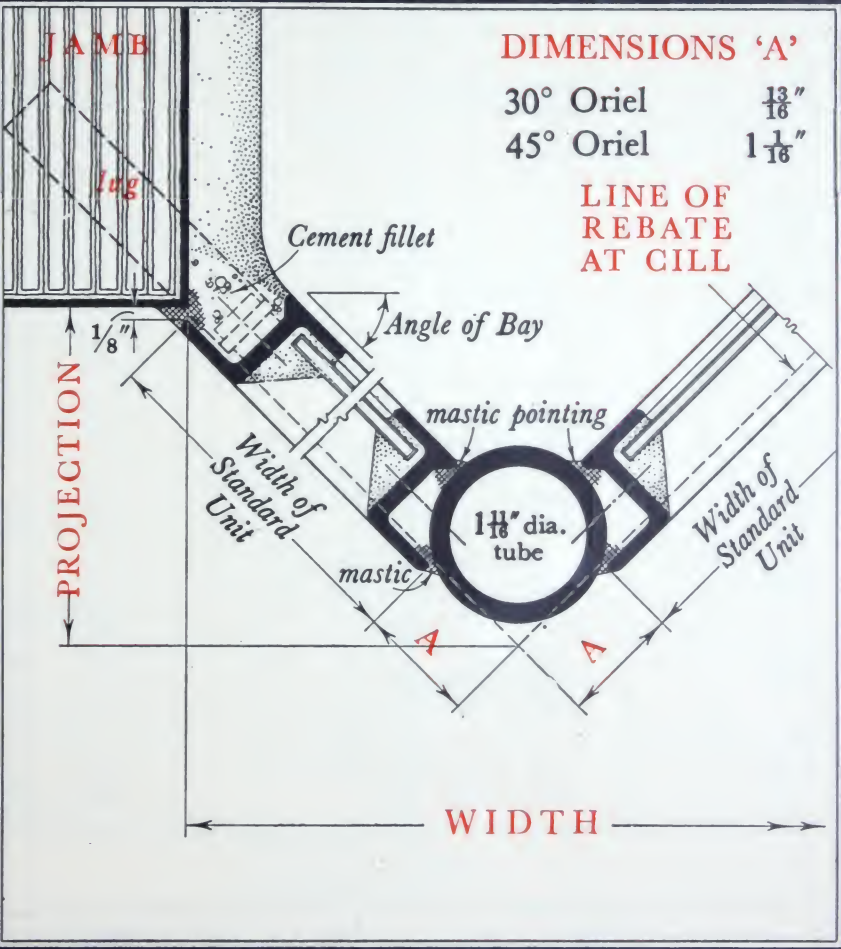 JAMB
DIMENSIONS ‘A’
30° Oriel 13/16"
45° Oriel 1 1/16"
lug
LINE OF
REBATE
AT CILL
Cement fillet
Angle of Bay
1/8"
PROJECTION
mastic pointing
Width of
Standard
Unit
1 11/16" dia.
tube
Width of
Standard
Unit
mastic
A
A
WIDTH